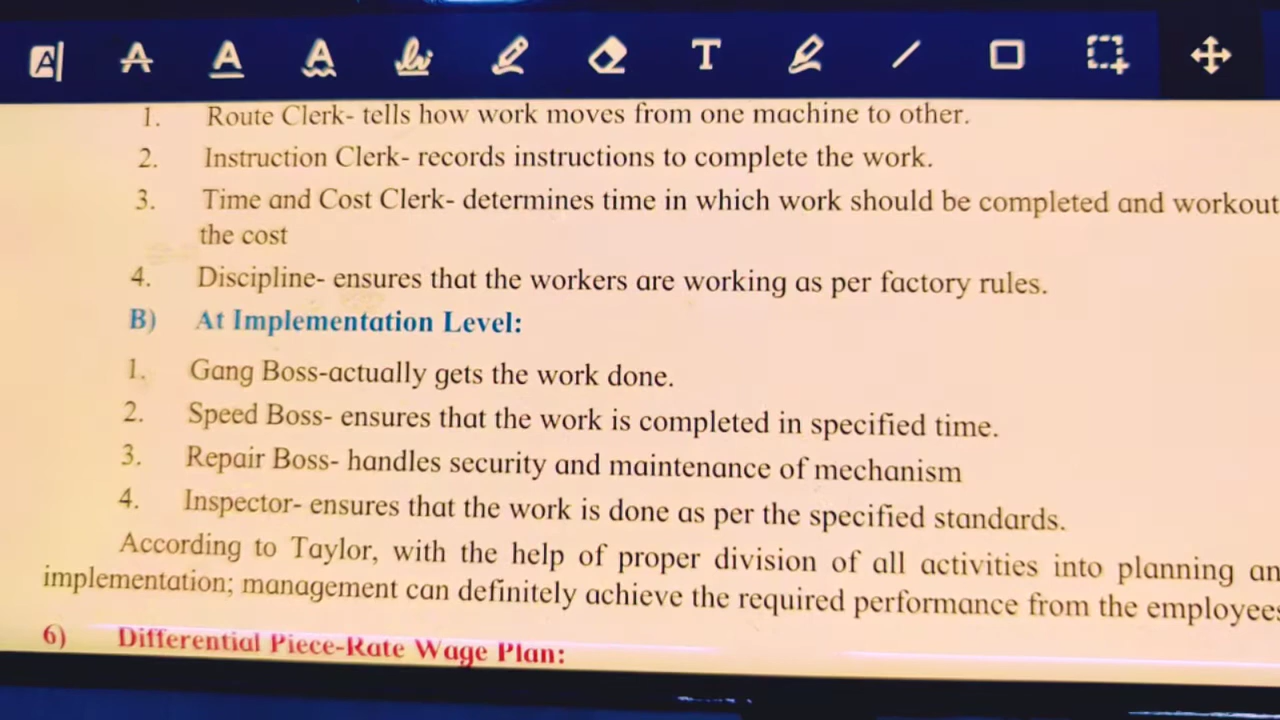 1. Route Clerk- tells how work moves from one machine to other.
2. Instruction Clerk- records instructions to complete the work.
3. Time and Cost Clerk- determines time in which work should be completed and workout
the cost
4. Discipline- ensures that the workers are working as per factory rules.
B) At Implementation Level:
1. Gang Boss-actually gets the work done.
2. Speed Boss- ensures that the work is completed in specified time.
3. Repair Boss- handles security and maintenance of mechanism
4. Inspector- ensures that the work is done as per the specified standards.
According to Taylor, with the help of proper division of all activities into planning an
implementation; management can definitely achieve the required performance from the employees
6) Differential Piece-Rate Wage Plan: